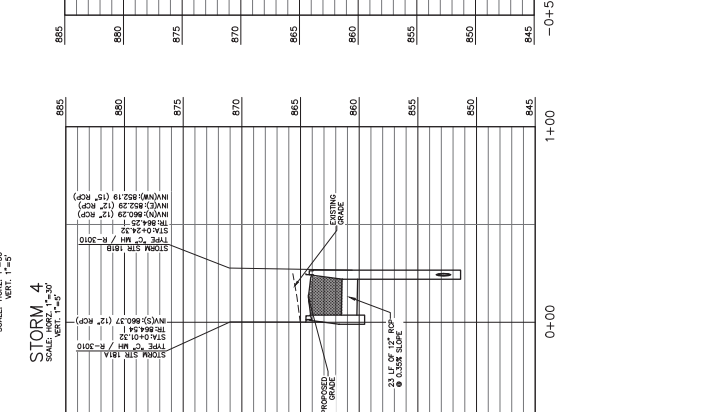 885
880
875
870
865
860
855
850
845
-0+5
885
880
875
870
865
860
855
850
845
1+00
0+00
STORM 4
SCALE: HORZ. 1"=30'
VERT. 1"=5'
VERT. 1"=5'
STORM STR 181B
TYPE "C" MH / R-3010
STA:0+24.32
TR:864.25
INV(N):860.29 (12" RCP)
INV(E):852.29 (12" RCP)
INV(NW):852.19 (15" RCP)
STORM STR 181A
TYPE "C" MH / R-3010
STA:0+01.32
TR:864.54
INV(S):860.37 (12" RCP)
EXISTING
GRADE
PROPOSED
GRADE
23 LF OF 12" RCP
@ 0.35% SLOPE